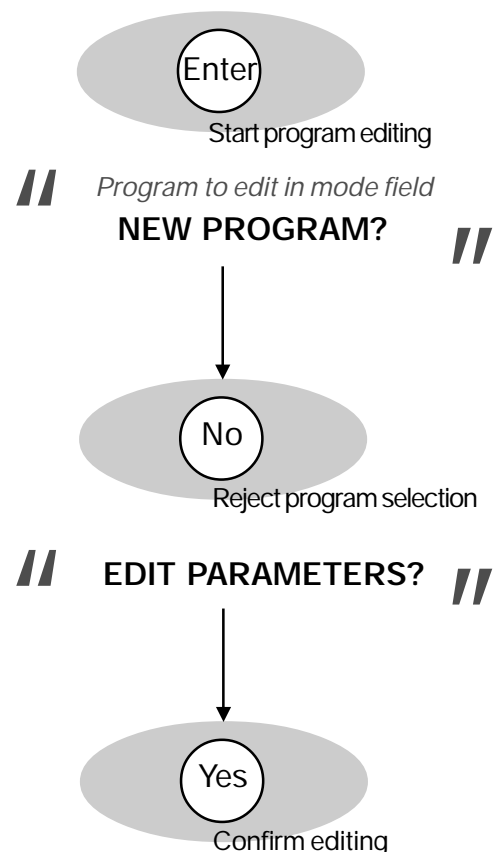 Enter
Start program editing
"
Program to edit in mode field
NEW PROGRAM?
"
No
Reject program selection
"
EDIT PARAMETERS?
"
Yes
Confirm editing